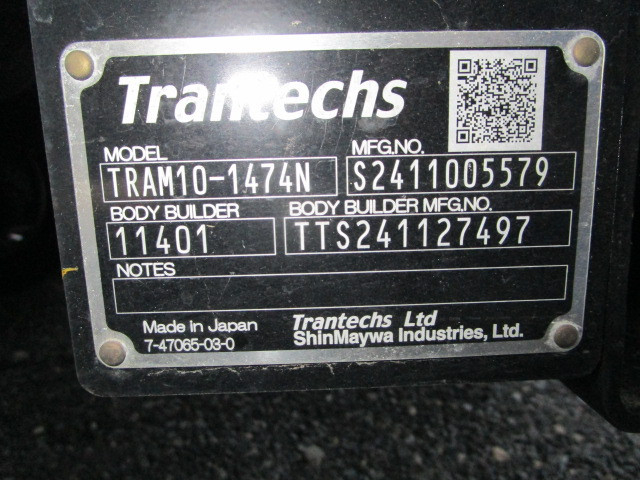 Trantechs
MODEL MFG.NO.
TRAM10-1474N S2411005579
BODY BUILDER BODY BUILDER MFG.NO.
11401 TTS241127497
NOTES
Made in Japan Trantechs Ltd
7-47065-03-0 ShinMaywa Industries, Ltd.